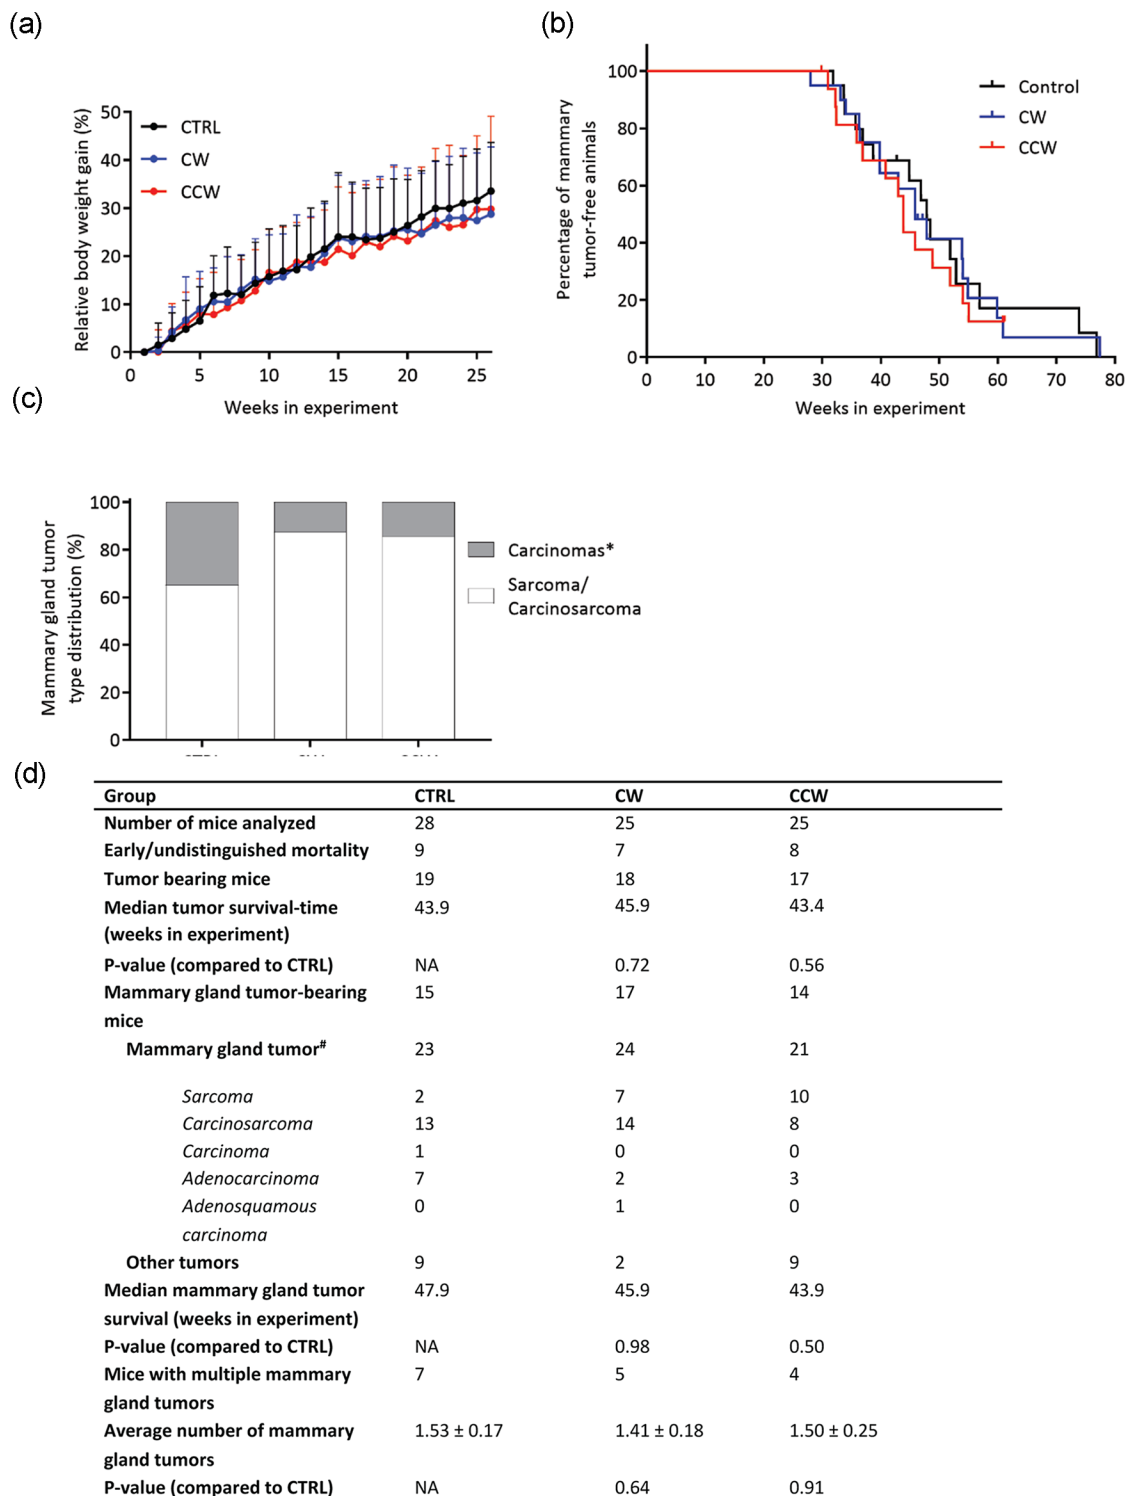 (a)
Relative body weight gain (%)
50
40
30
20
10
0
CTRL
CW
CCW
0 5 10 15 20 25
Weeks in experiment
(b)
Percentage of mammary
tumor-free animals
100
80
60
40
20
0
Control
CW
CCW
0 10 20 30 40 50 60 70 80
Weeks in experiment
(c)
Mammary gland tumor
type distribution (%)
100
80
60
40
20
0
Carcinomas*
Sarcoma/
Carcinosarcoma
(d)
Group CTRL CW CCW
Number of mice analyzed 28 25 25
Early/undistinguished mortality 9 7 8
Tumor bearing mice 19 18 17
Median tumor survival-time 43.9 45.9 43.4
(weeks in experiment)
P-value (compared to CTRL) NA 0.72 0.56
Mammary gland tumor-bearing 15 17 14
mice
Mammary gland tumor# 23 24 21
Sarcoma 2 7 10
Carcinosarcoma 13 14 8
Carcinoma 1 0 0
Adenocarcinoma 7 2 3
Adenosquamous 0 1 0
carcinoma
Other tumors 9 2 9
Median mammary gland tumor 47.9 45.9 43.9
survival (weeks in experiment)
P-value (compared to CTRL) NA 0.98 0.50
Mice with multiple mammary 7 5 4
gland tumors
Average number of mammary 1.53 ± 0.17 1.41 ± 0.18 1.50 ± 0.25
gland tumors
P-value (compared to CTRL) NA 0.64 0.91